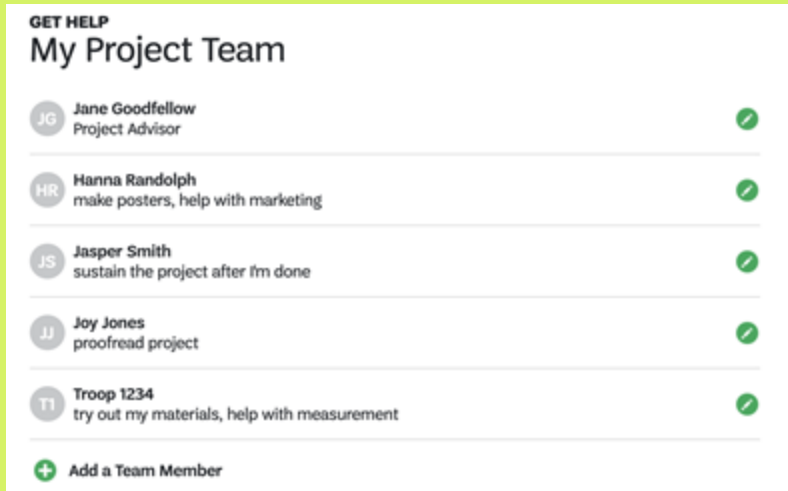 GET HELP
My Project Team
JG
Jane Goodfellow
Project Advisor
HR
Hanna Randolph
make posters, help with marketing
JS
Jasper Smith
sustain the project after I'm done
JJ
Joy Jones
proofread project
T1
Troop 1234
try out my materials, help with measurement
Add a Team Member